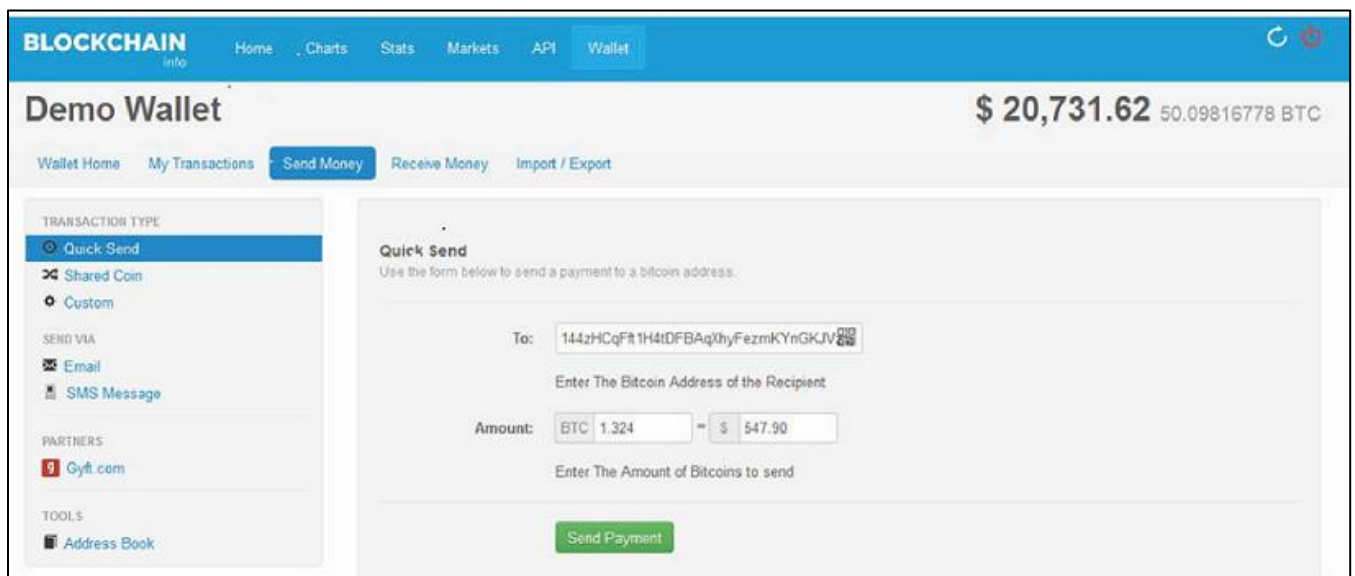 BLOCKCHAIN
info
Home Charts Stats Markets API Wallet
Demo Wallet
$ 20,731.62 50.09816778 BTC
Wallet Home My Transactions Send Money Receive Money Import / Export
TRANSACTION TYPE
Quick Send
Shared Coin
Custom
SEND VIA
Email
SMS Message
PARTNERS
Gyft.com
TOOLS
Address Book
Quick Send
Use the form below to send a payment to a bitcoin address.
To:
Enter The Bitcoin Address of the Recipient
Amount: BTC 1.324 = $ 547.90
Enter The Amount of Bitcoins to send
Send Payment